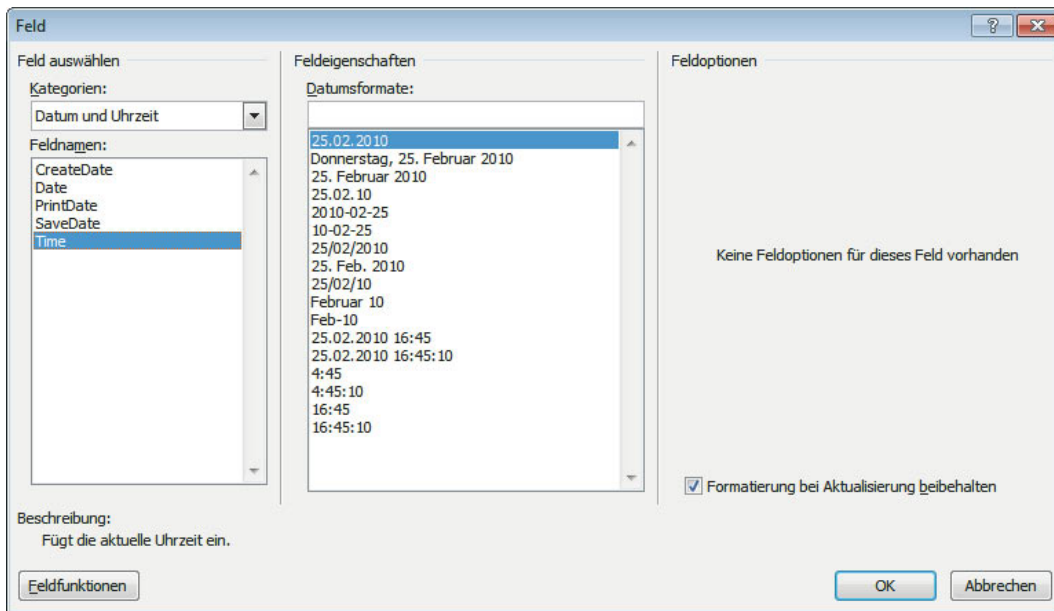 Feld
Feld auswählen
Kategorien:
Datum und Uhrzeit
Feldnamen:
CreateDate
Date
PrintDate
SaveDate
Time
Feldeigenschaften
Datumsformate:
25.02.2010
Donnerstag, 25. Februar 2010
25. Februar 2010
25.02.10
2010-02-25
10-02-25
25/02/2010
25. Feb. 2010
25/02/10
Februar 10
Feb-10
25.02.2010 16:45
25.02.2010 16:45:10
4:45
4:45:10
16:45
16:45:10
Feldoptionen
Keine Feldoptionen für dieses Feld vorhanden
Formatierung bei Aktualisierung beibehalten
Beschreibung:
Fügt die aktuelle Uhrzeit ein.
Feldfunktionen
OK
Abbrechen